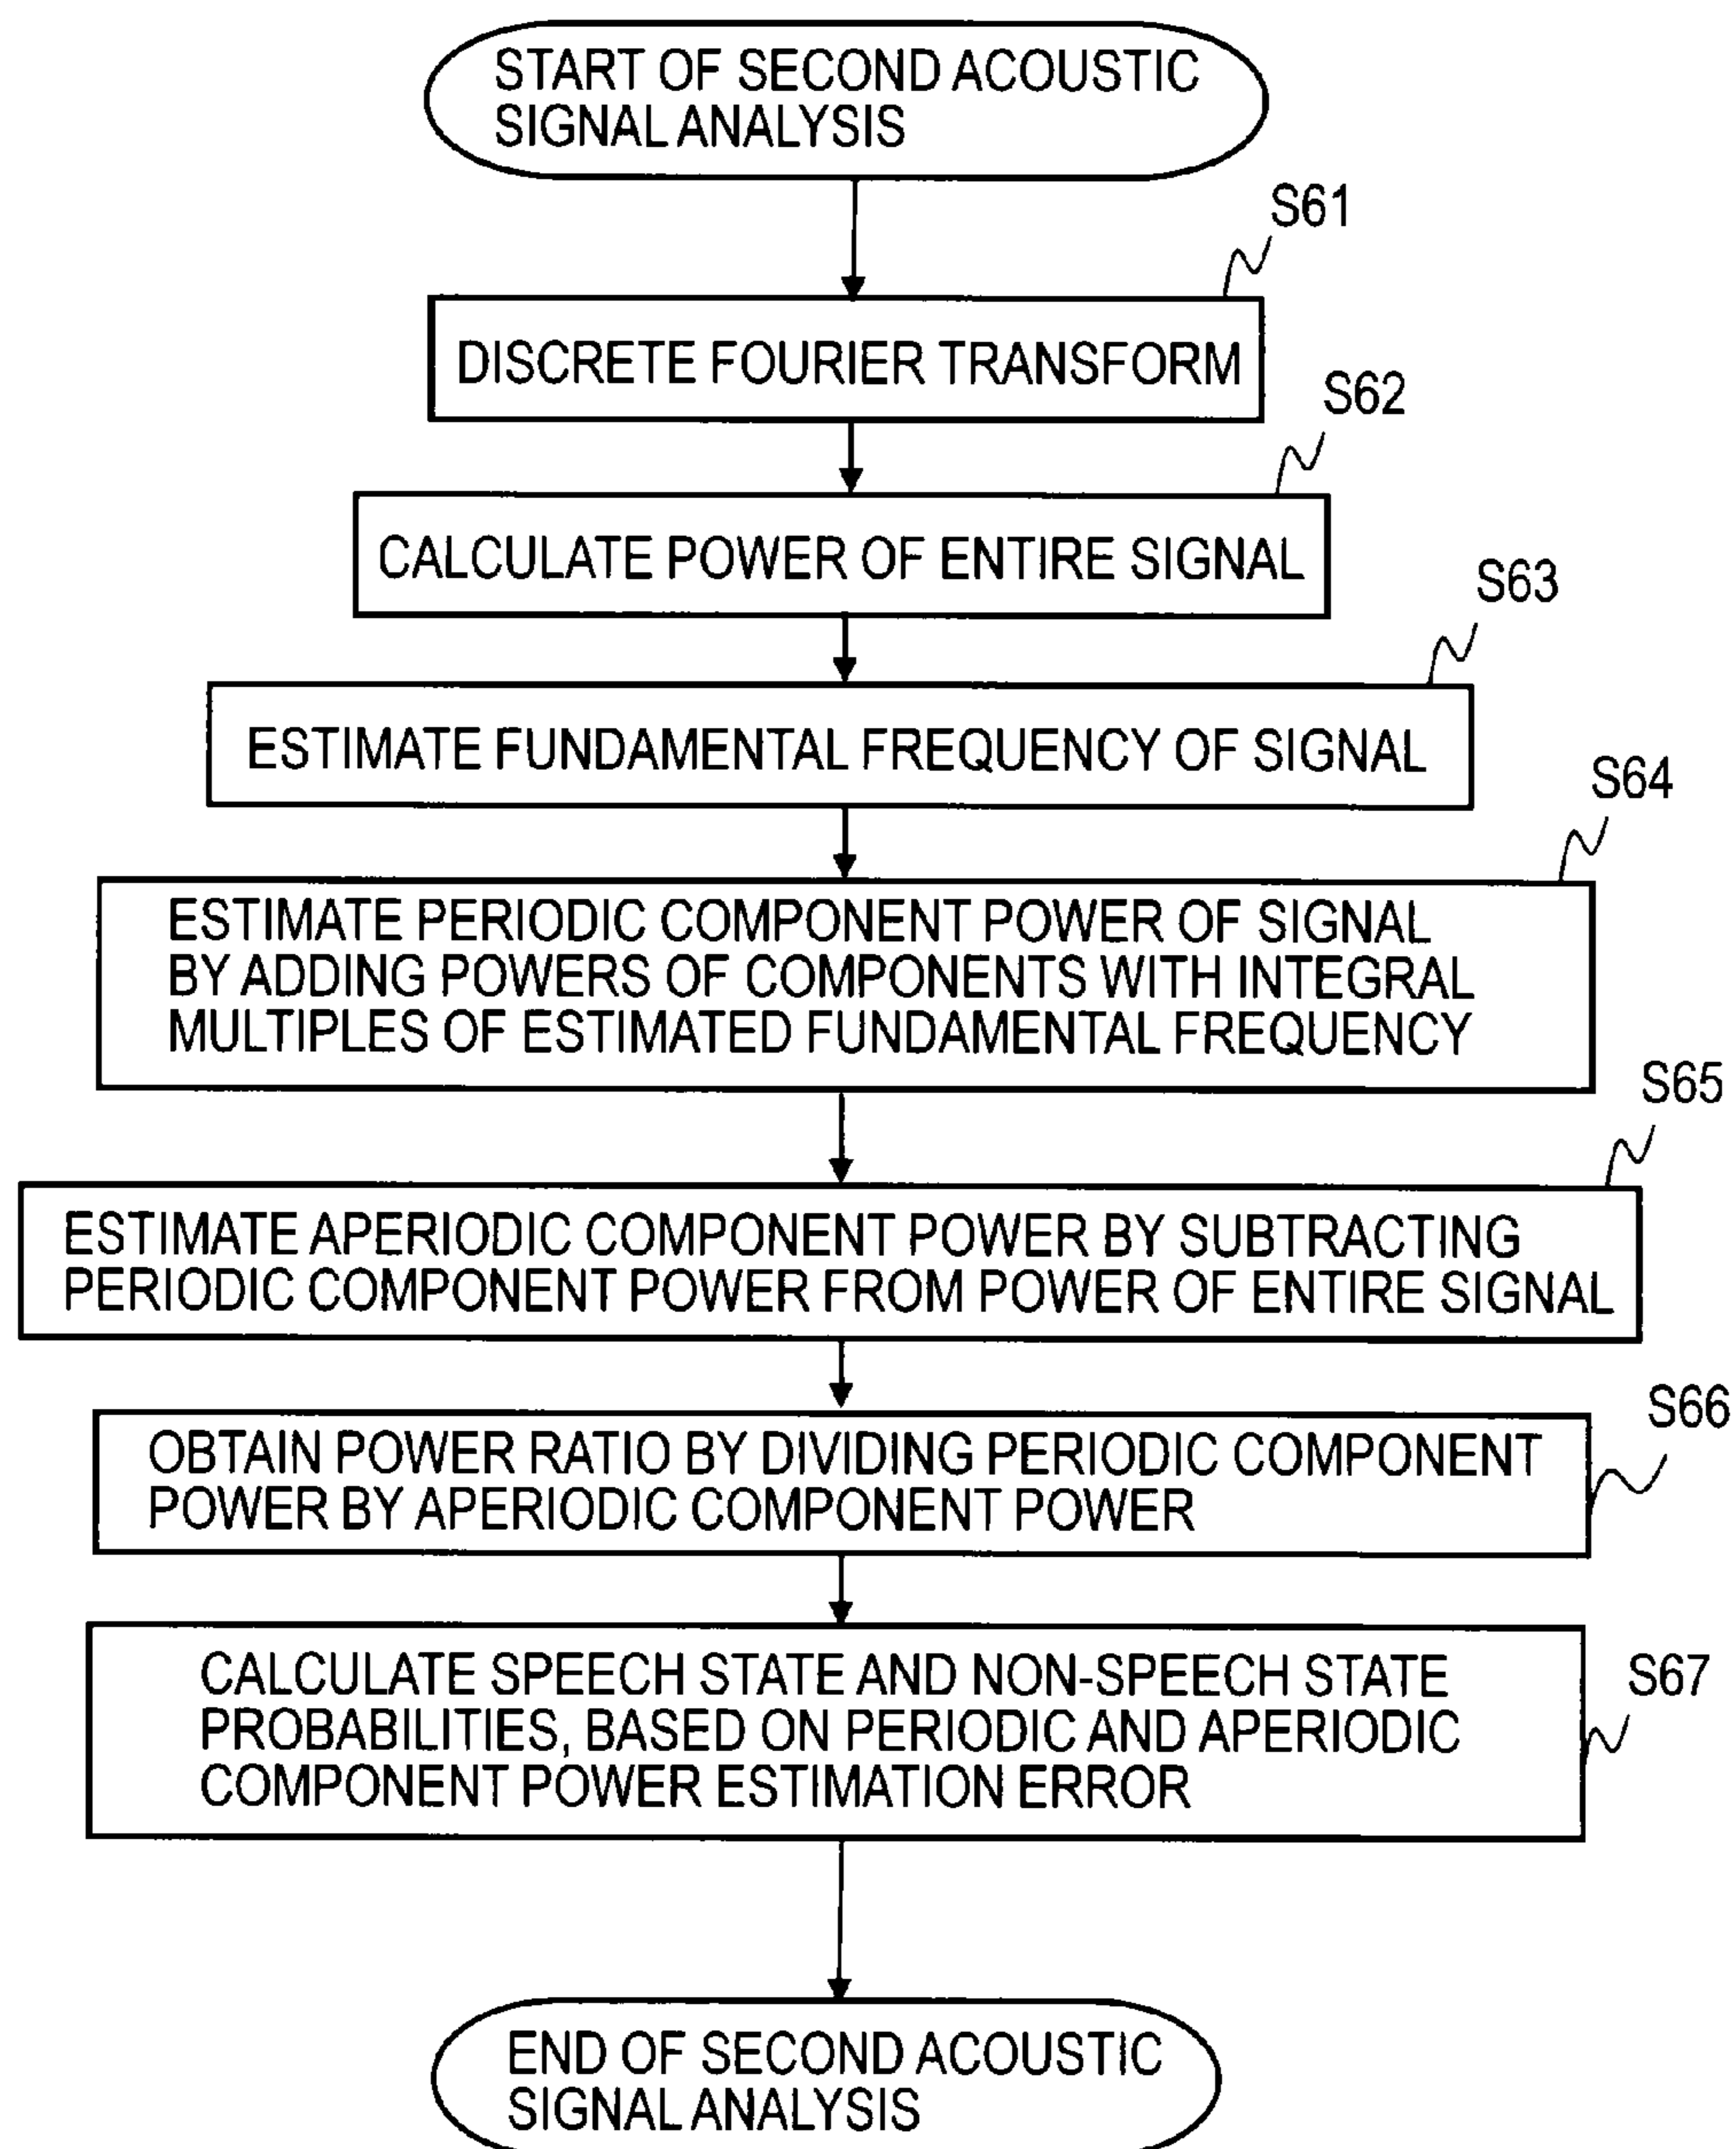 START OF SECOND ACOUSTIC
SIGNAL ANALYSIS
S61
DISCRETE FOURIER TRANSFORM
S62
CALCULATE POWER OF ENTIRE SIGNAL
S63
ESTIMATE FUNDAMENTAL FREQUENCY OF SIGNAL
S64
ESTIMATE PERIODIC COMPONENT POWER OF SIGNAL
BY ADDING POWERS OF COMPONENTS WITH INTEGRAL
MULTIPLES OF ESTIMATED FUNDAMENTAL FREQUENCY
S65
ESTIMATE APERIODIC COMPONENT POWER BY SUBTRACTING
PERIODIC COMPONENT POWER FROM POWER OF ENTIRE SIGNAL
S66
OBTAIN POWER RATIO BY DIVIDING PERIODIC COMPONENT
POWER BY APERIODIC COMPONENT POWER
S67
CALCULATE SPEECH STATE AND NON-SPEECH STATE
PROBABILITIES, BASED ON PERIODIC AND APERIODIC
COMPONENT POWER ESTIMATION ERROR
END OF SECOND ACOUSTIC
SIGNAL ANALYSIS